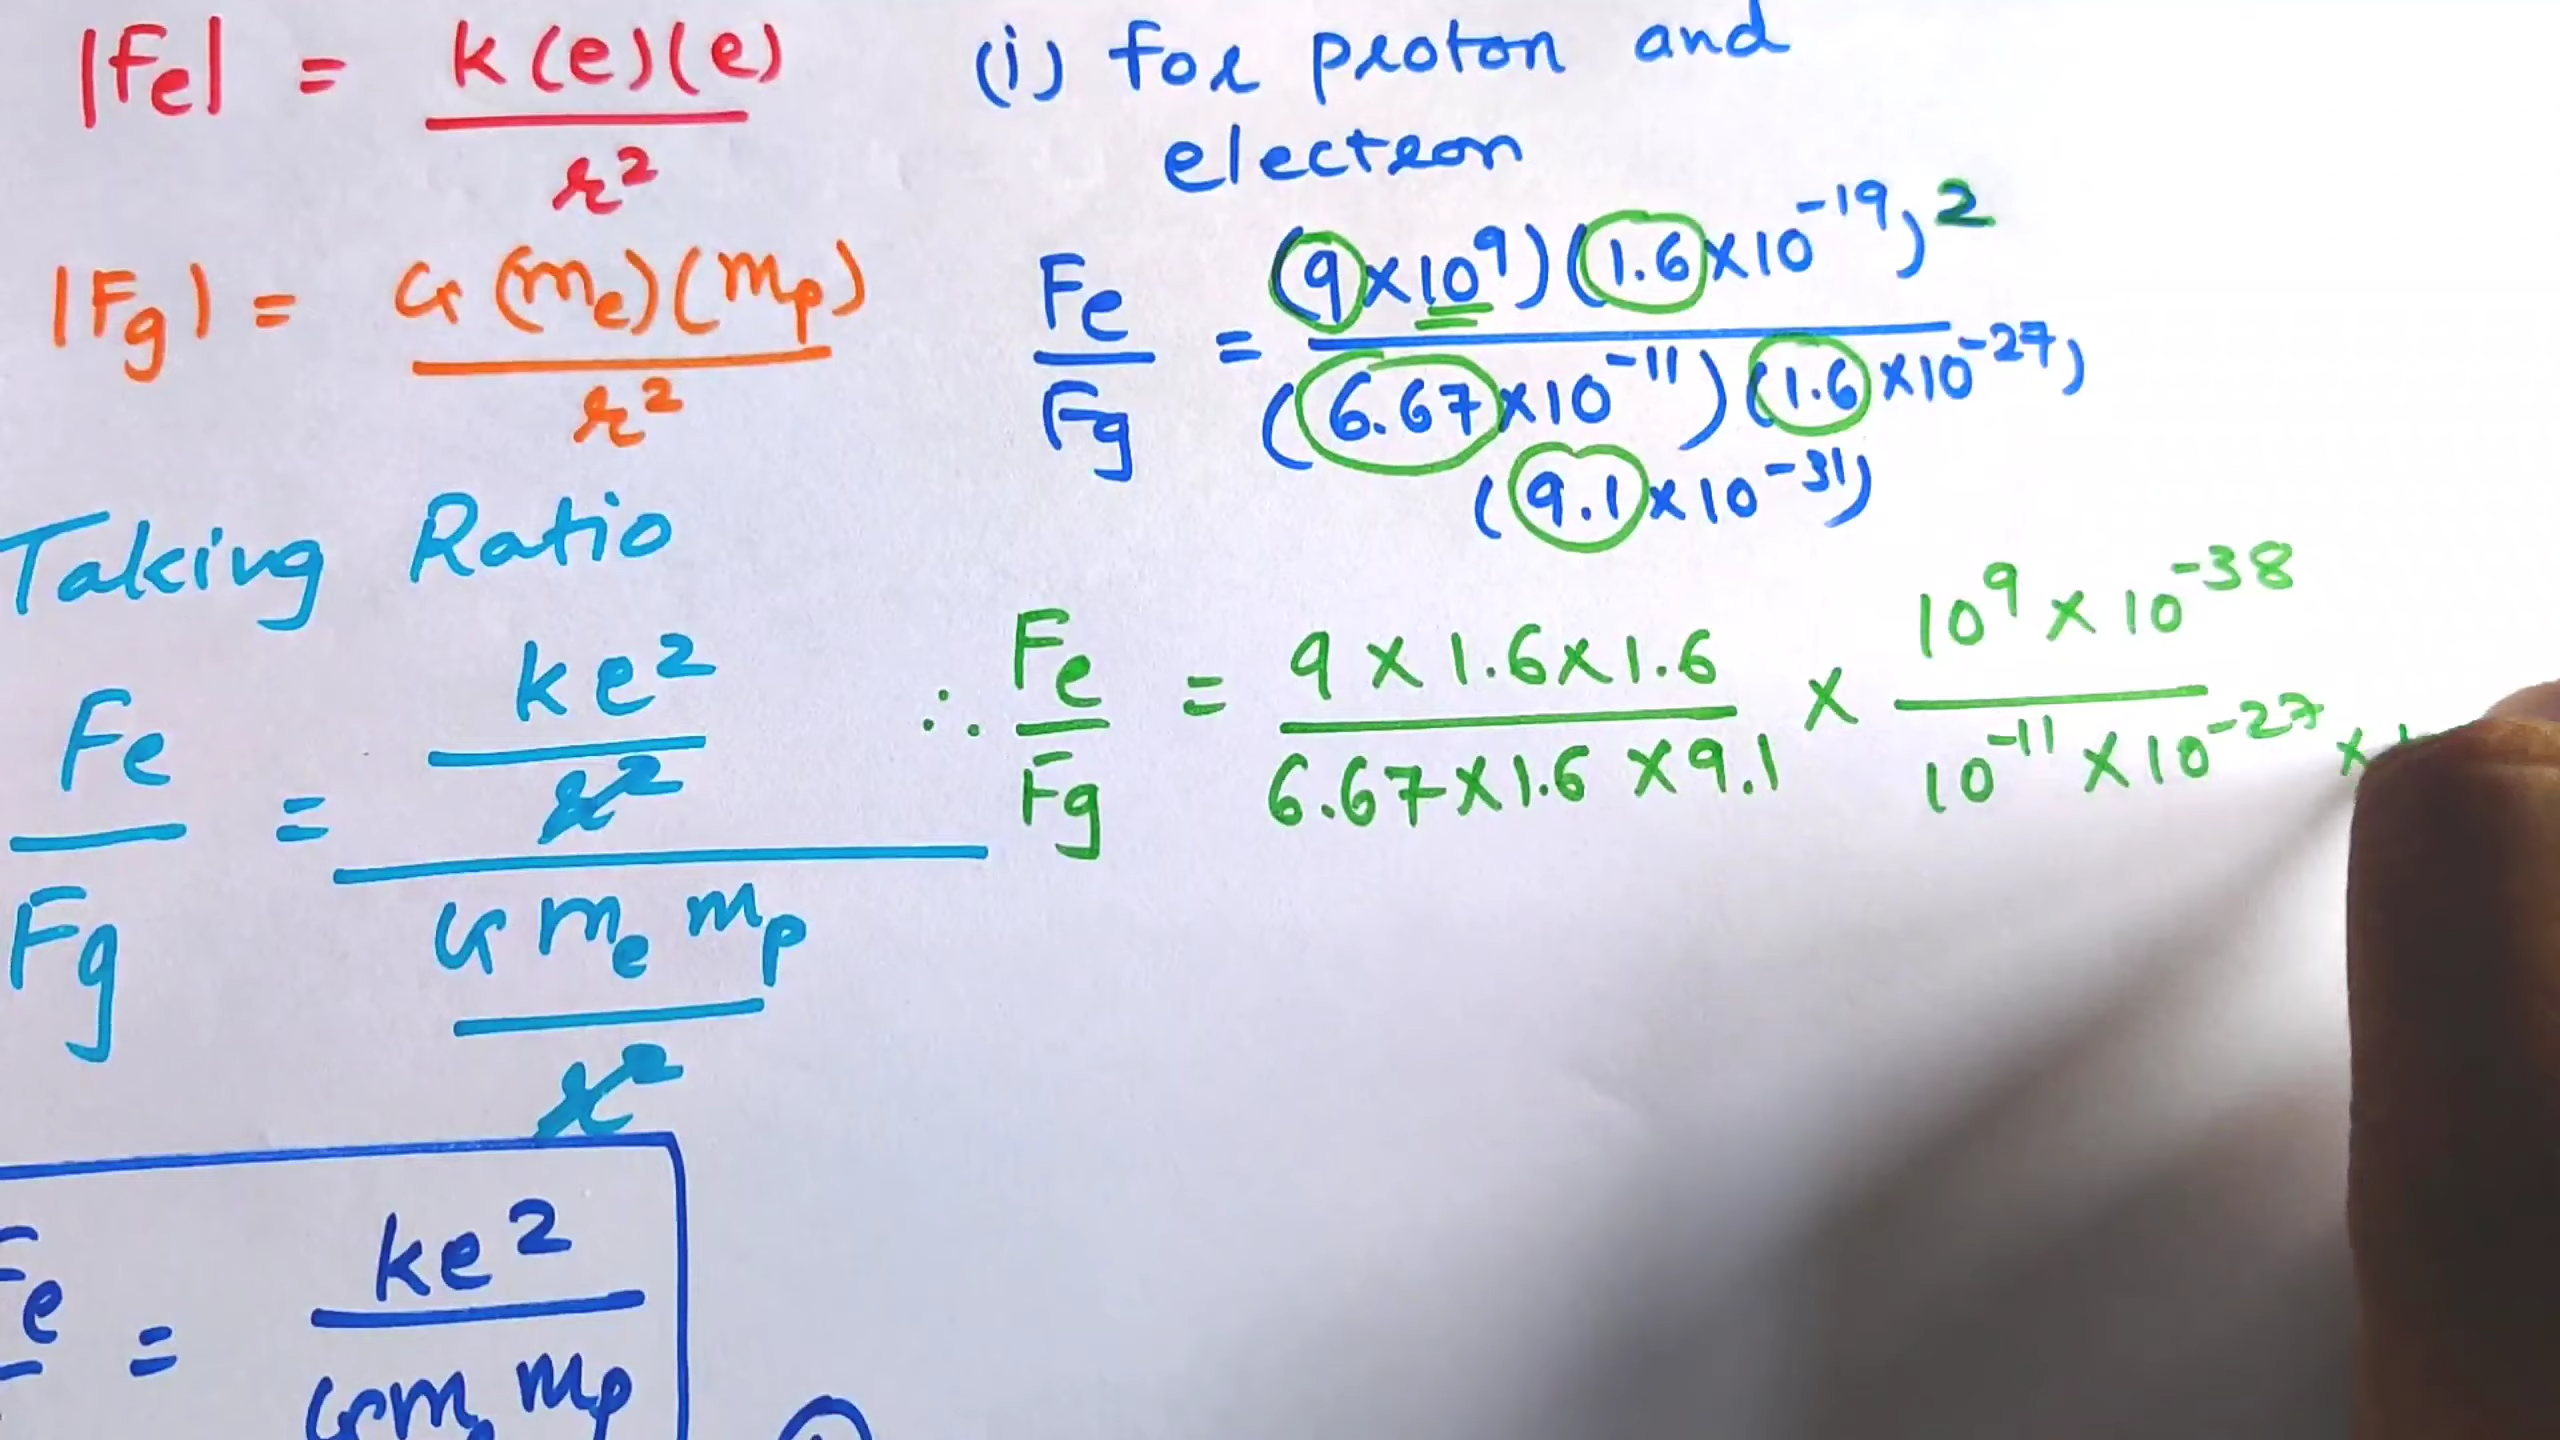 |Fe| = k(e)(e)
r²
|Fg| = G(me)(mp)
r²
Taking Ratio
Fe = ke²
r²
Fg G me mp
r²
Fe = ke²
Gme mp
(i) for proton and
electron
Fe = (9×10⁹)(1.6×10⁻¹⁹)²
Fg (6.67×10⁻¹¹)(1.6×10⁻²⁷)
(9.1×10⁻³¹)
∴ Fe = 9×1.6×1.6 × 10⁹×10⁻³⁸
Fg 6.67×1.6×9.1 10⁻¹¹×10⁻²⁷×